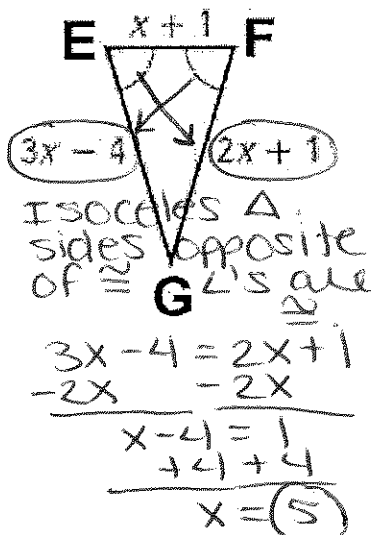 x + 1
E F
3x − 4 2x + 1
Isoceles △
sides opposite
of ≅ ∠'s are
≅
G
3x − 4 = 2x + 1
−2x − 2x
x − 4 = 1
+4 + 4
x = 5